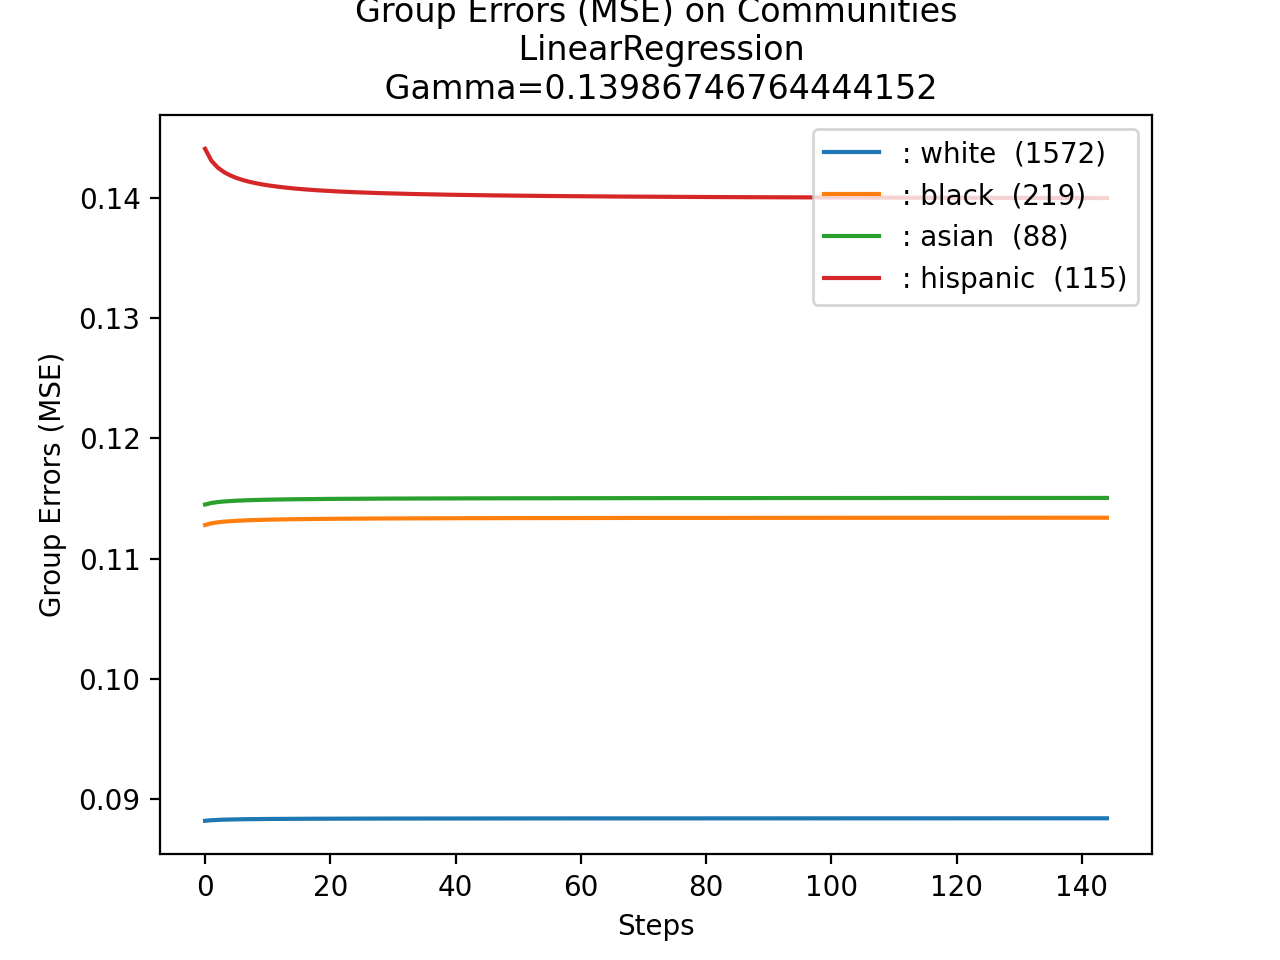 Group Errors (MSE) on Communities
LinearRegression
Gamma=0.13986746764444152
: white (1572)
: black (219)
: asian (88)
: hispanic (115)
Group Errors (MSE)
0.14
0.13
0.12
0.11
0.10
0.09
0 20 40 60 80 100 120 140
Steps